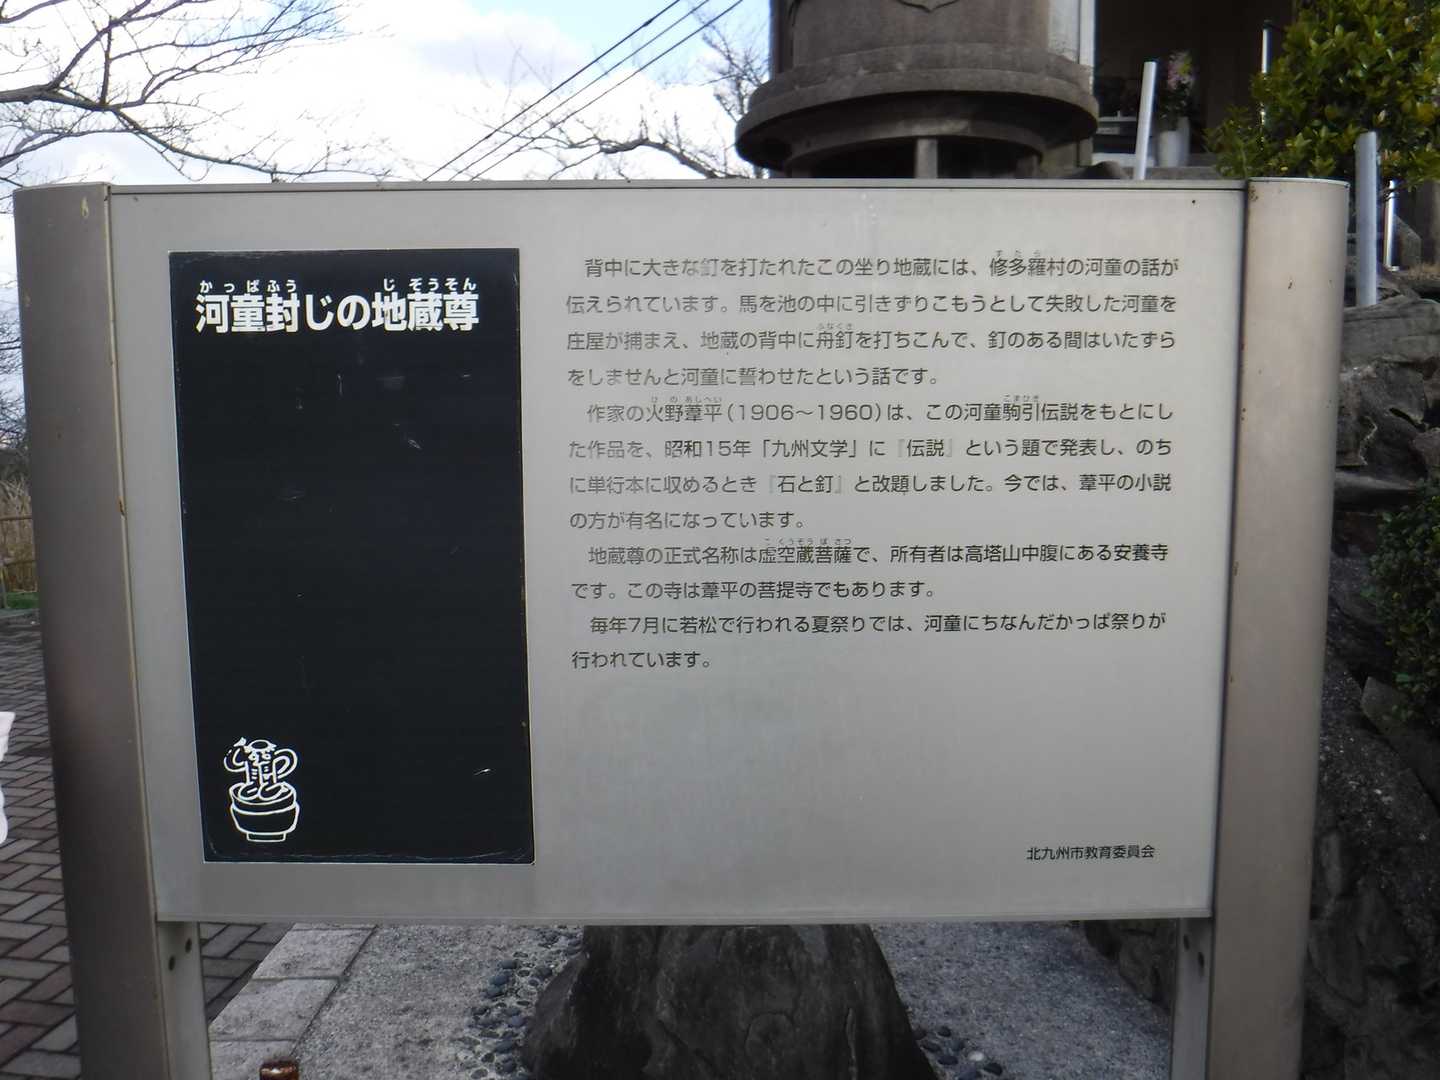 かっぱふう じぞうそん
河童封じの地蔵尊
背中に大きな釘を打たれたこの坐り地蔵には、修多羅村の河童の話が
伝えられています。馬を池の中に引きずりこもうとして失敗した河童を
庄屋が捕まえ、地蔵の背中に舟釘を打ちこんで、釘のある間はいたずら
をしませんと河童に誓わせたという話です。
作家の火野葦平(1906〜1960)は、この河童駒引伝説をもとにし
た作品を、昭和15年「九州文学」に『伝説』という題で発表し、のち
に単行本に収めるとき『石と釘』と改題しました。今では、葦平の小説
の方が有名になっています。
地蔵尊の正式名称は虚空蔵菩薩で、所有者は高塔山中腹にある安養寺
です。この寺は葦平の菩提寺でもあります。
毎年7月に若松で行われる夏祭りでは、河童にちなんだかっぱ祭りが
行われています。
北九州市教育委員会